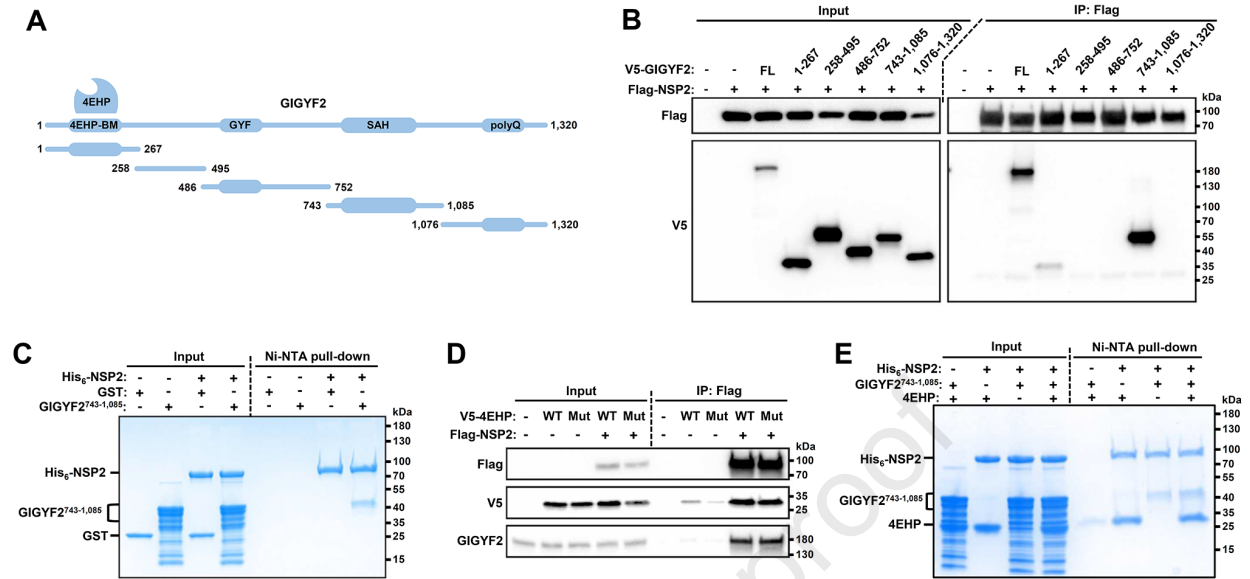 A
4EHP
GIGYF2
1 4EHP-BM GYF SAH polyQ 1,320
1 267
258 495
486 752
743 1,085
1,076 1,320
B
Input IP: Flag
V5-GIGYF2: - - FL 1-267 258-495 486-752 743-1,085 1,076-1,320 - - FL 1-267 258-495 486-752 743-1,085 1,076-1,320
Flag-NSP2: - + + + + + + + - + + + + + + +
kDa
Flag 100
70
V5 180
130
100
70
55
40
35
25
C
Input Ni-NTA pull-down
His6-NSP2: - - + + - - + +
GST: + - + - + - + -
GIGYF2743-1,085: - + - + - + - +
kDa
180
130
100
His6-NSP2 70
55
GIGYF2743-1,085 40
35
GST 25
15
D
Input IP: Flag
V5-4EHP: - WT Mut WT Mut - WT Mut WT Mut
Flag-NSP2: - - - + + - - - + +
kDa
Flag 100
70
V5 35
25
GIGYF2 180
130
E
Input Ni-NTA pull-down
His6-NSP2: - + + + - + + +
GIGYF2743-1,085: + - + + + - + +
4EHP: + + - + + + - +
kDa
180
130
100
His6-NSP2 70
55
GIGYF2743-1,085 40
35
4EHP 25
15
proof